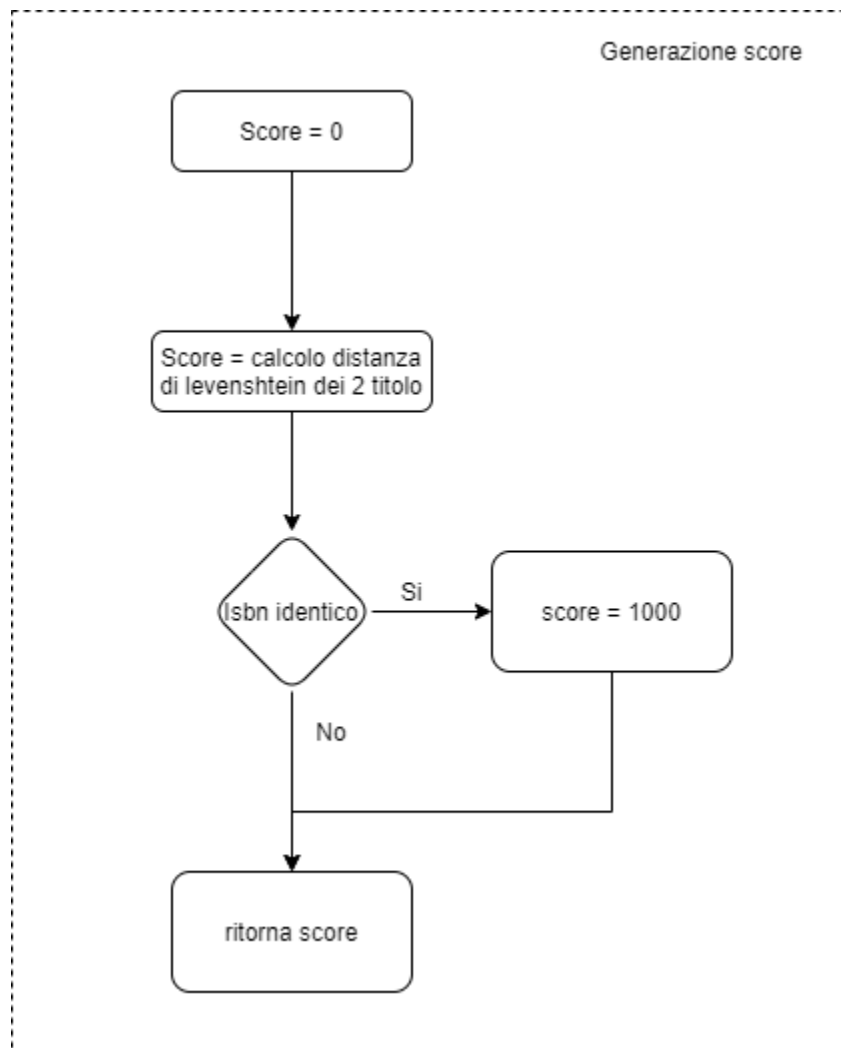 Generazione score
Score = 0
Score = calcolo distanza
di levenshtein dei 2 titolo
Isbn identico
Si
score = 1000
No
ritorna score